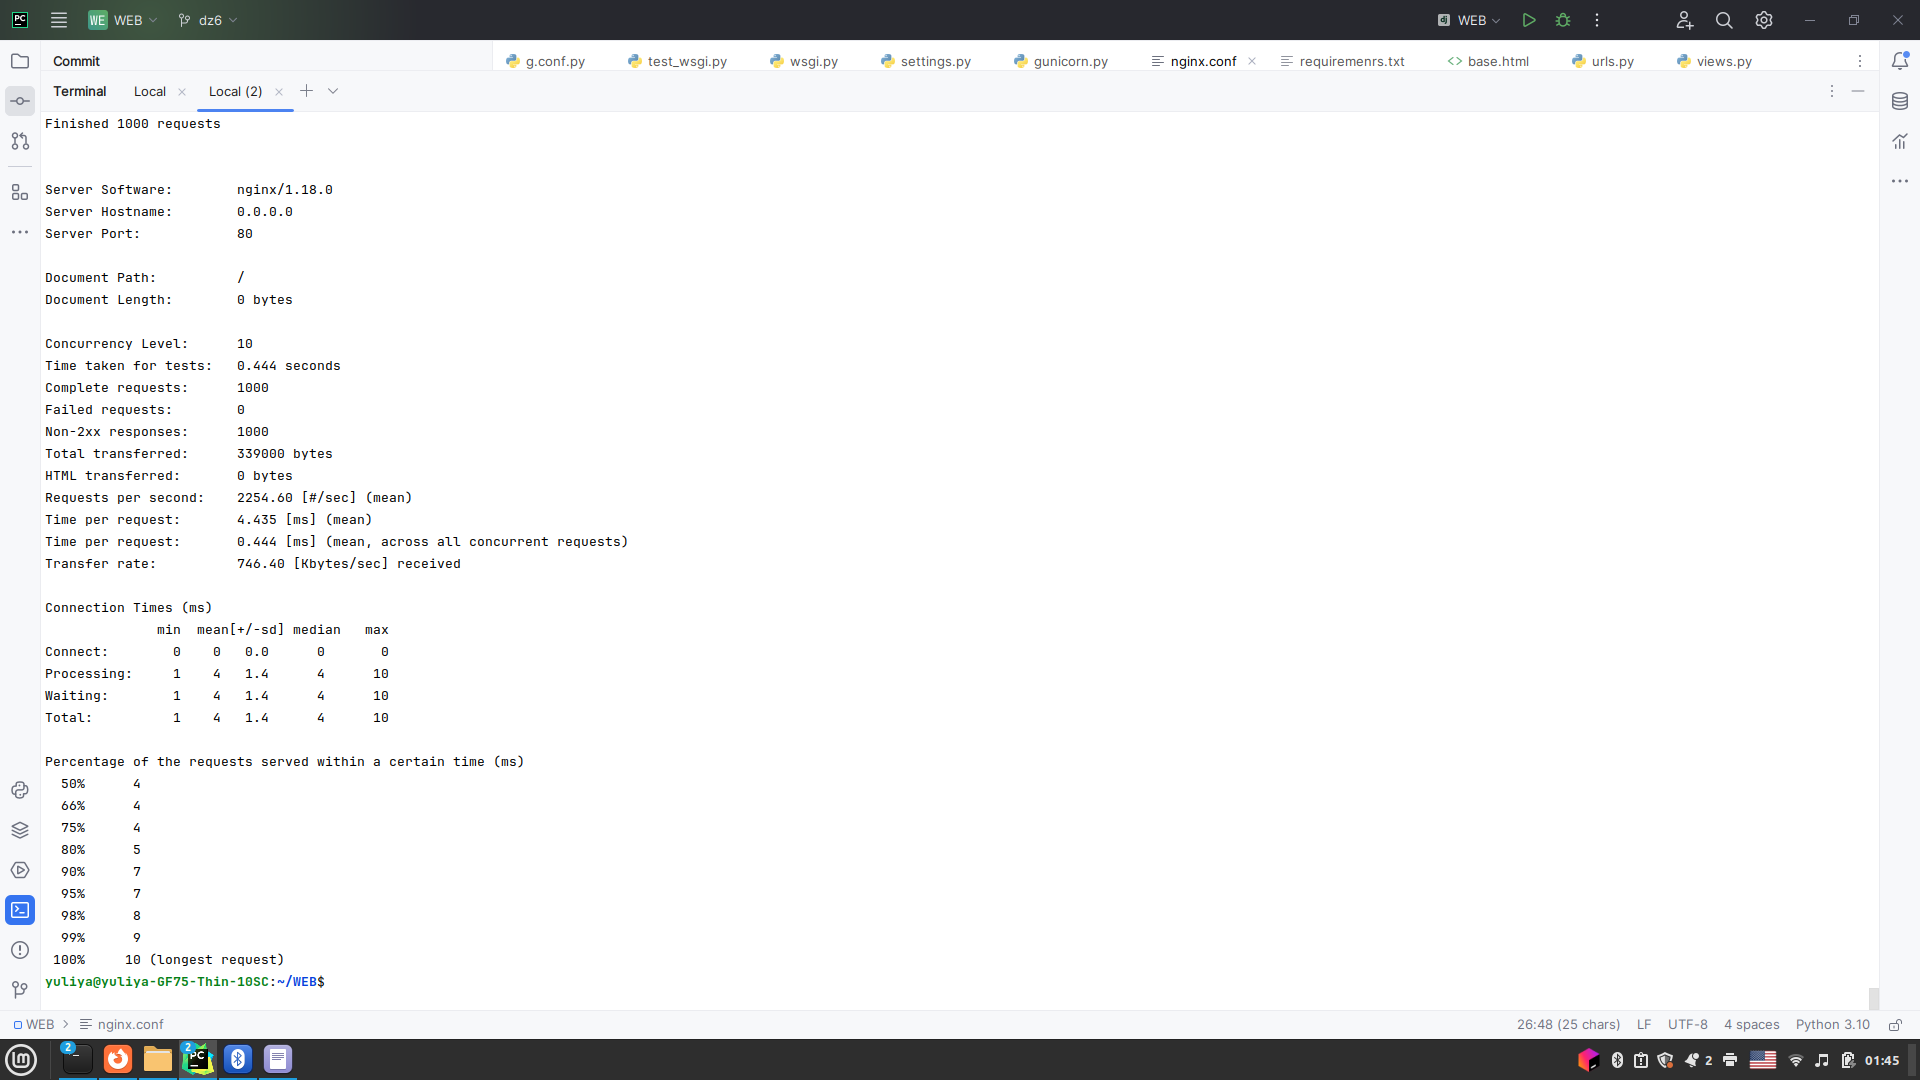 PC WE WEB dz6 dj WEB
Commit g.conf.py test_wsgi.py wsgi.py settings.py gunicorn.py nginx.conf requiremenrs.txt <> base.html urls.py views.py
Terminal Local Local (2)
Finished 1000 requests
Server Software: nginx/1.18.0
Server Hostname: 0.0.0.0
Server Port: 80
Document Path: /
Document Length: 0 bytes
Concurrency Level: 10
Time taken for tests: 0.444 seconds
Complete requests: 1000
Failed requests: 0
Non-2xx responses: 1000
Total transferred: 339000 bytes
HTML transferred: 0 bytes
Requests per second: 2254.60 [#/sec] (mean)
Time per request: 4.435 [ms] (mean)
Time per request: 0.444 [ms] (mean, across all concurrent requests)
Transfer rate: 746.40 [Kbytes/sec] received
Connection Times (ms)
min mean[+/-sd] median max
Connect: 0 0 0.0 0 0
Processing: 1 4 1.4 4 10
Waiting: 1 4 1.4 4 10
Total: 1 4 1.4 4 10
Percentage of the requests served within a certain time (ms)
50% 4
66% 4
75% 4
80% 5
90% 7
95% 7
98% 8
99% 9
100% 10 (longest request)
yuliya@yuliya-GF75-Thin-10SC:~/WEB$
WEB > nginx.conf 26:48 (25 chars) LF UTF-8 4 spaces Python 3.10
2 2 PC 2 01:45